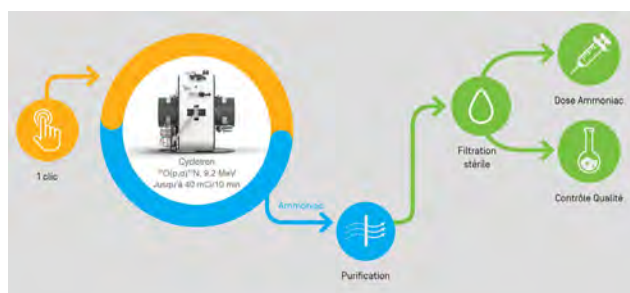 1 clic
Cyclotron
¹⁶O(p,α)¹³N, 9.2 MeV
Jusqu'à 40 mCi/10 min
Ammoniac
Purification
Filtration
stérile
Dose Ammoniac
Contrôle Qualité